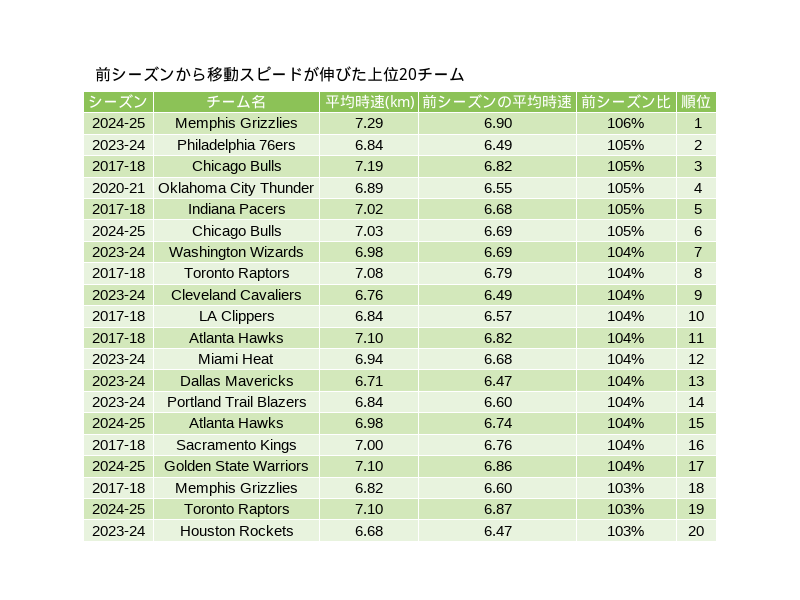 前シーズンから移動スピードが伸びた上位20チーム
シーズン チーム名 平均時速(km) 前シーズンの平均時速 前シーズン比 順位
2024-25 Memphis Grizzlies 7.29 6.90 106% 1
2023-24 Philadelphia 76ers 6.84 6.49 105% 2
2017-18 Chicago Bulls 7.19 6.82 105% 3
2020-21 Oklahoma City Thunder 6.89 6.55 105% 4
2017-18 Indiana Pacers 7.02 6.68 105% 5
2024-25 Chicago Bulls 7.03 6.69 105% 6
2023-24 Washington Wizards 6.98 6.69 104% 7
2017-18 Toronto Raptors 7.08 6.79 104% 8
2023-24 Cleveland Cavaliers 6.76 6.49 104% 9
2017-18 LA Clippers 6.84 6.57 104% 10
2017-18 Atlanta Hawks 7.10 6.82 104% 11
2023-24 Miami Heat 6.94 6.68 104% 12
2023-24 Dallas Mavericks 6.71 6.47 104% 13
2023-24 Portland Trail Blazers 6.84 6.60 104% 14
2024-25 Atlanta Hawks 6.98 6.74 104% 15
2017-18 Sacramento Kings 7.00 6.76 104% 16
2024-25 Golden State Warriors 7.10 6.86 104% 17
2017-18 Memphis Grizzlies 6.82 6.60 103% 18
2024-25 Toronto Raptors 7.10 6.87 103% 19
2023-24 Houston Rockets 6.68 6.47 103% 20